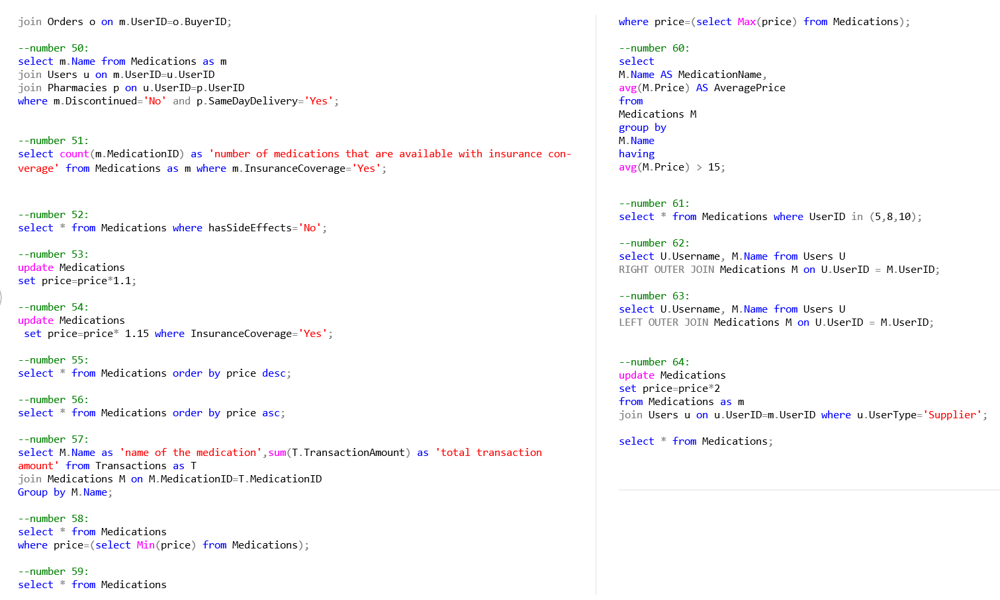 join Orders o on m.UserID=o.BuyerID;
--number 50:
select m.Name from Medications as m
join Users u on m.UserID=u.UserID
join Pharmacies p on u.UserID=p.UserID
where m.Discontinued='No' and p.SameDayDelivery='Yes';
--number 51:
select count(m.MedicationID) as 'number of medications that are available with insurance con-
verage' from Medications as m where m.InsuranceCoverage='Yes';
--number 52:
select * from Medications where hasSideEffects='No';
--number 53:
update Medications
set price=price*1.1;
--number 54:
update Medications
set price=price* 1.15 where InsuranceCoverage='Yes';
--number 55:
select * from Medications order by price desc;
--number 56:
select * from Medications order by price asc;
--number 57:
select M.Name as 'name of the medication',sum(T.TransactionAmount) as 'total transaction
amount' from Transactions as T
join Medications M on M.MedicationID=T.MedicationID
Group by M.Name;
--number 58:
select * from Medications
where price=(select Min(price) from Medications);
--number 59:
select * from Medications
where price=(select Max(price) from Medications);
--number 60:
select
M.Name AS MedicationName,
avg(M.Price) AS AveragePrice
from
Medications M
group by
M.Name
having
avg(M.Price) > 15;
--number 61:
select * from Medications where UserID in (5,8,10);
--number 62:
select U.Username, M.Name from Users U
RIGHT OUTER JOIN Medications M on U.UserID = M.UserID;
--number 63:
select U.Username, M.Name from Users U
LEFT OUTER JOIN Medications M on U.UserID = M.UserID;
--number 64:
update Medications
set price=price*2
from Medications as m
join Users u on u.UserID=m.UserID where u.UserType='Supplier';
select * from Medications;